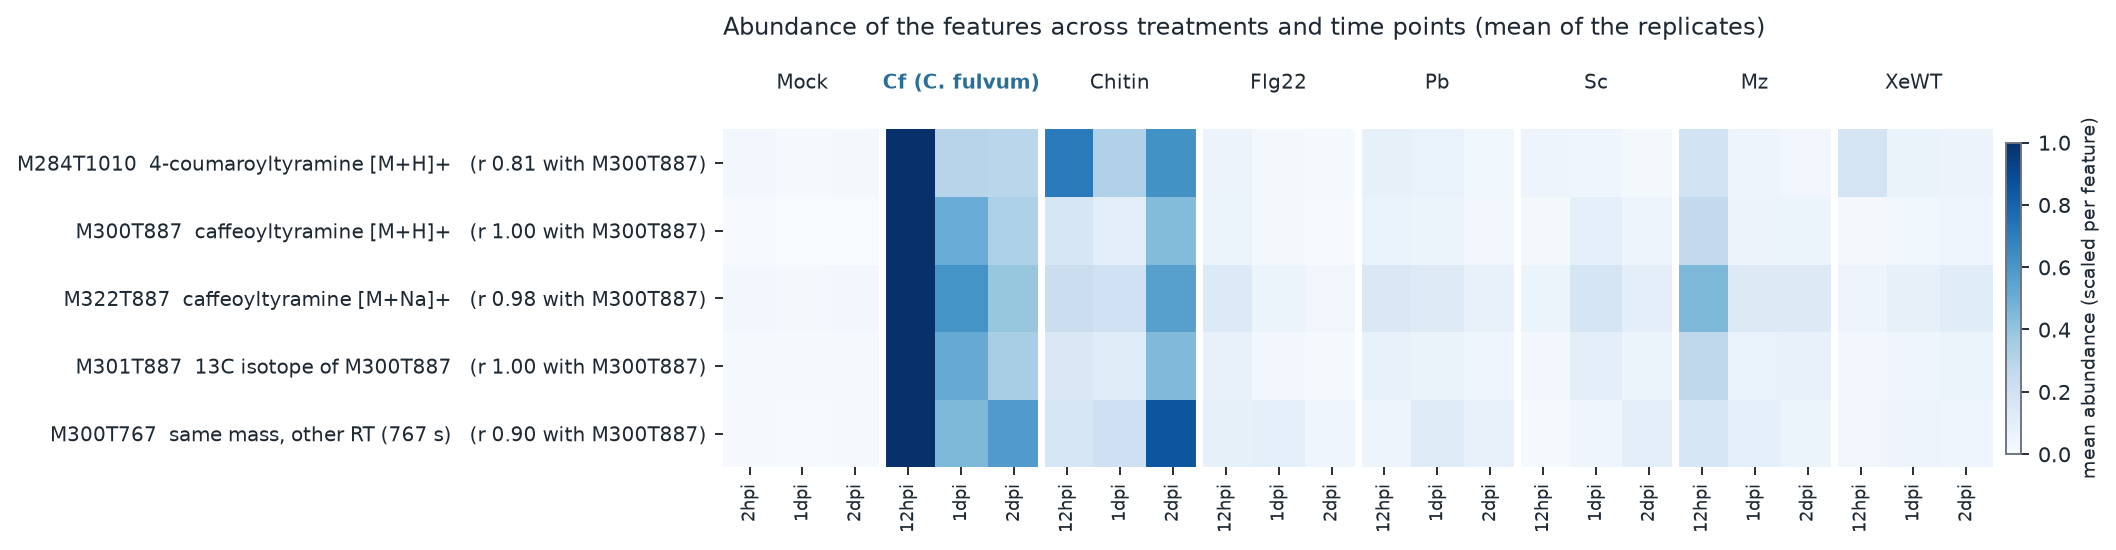 Abundance of the features across treatments and time points (mean of the replicates)
Mock Cf (C. fulvum) Chitin Flg22 Pb Sc Mz XeWT
M284T1010 4-coumaroyltyramine [M+H]+ (r 0.81 with M300T887)
M300T887 caffeoyltyramine [M+H]+ (r 1.00 with M300T887)
M322T887 caffeoyltyramine [M+Na]+ (r 0.98 with M300T887)
M301T887 13C isotope of M300T887 (r 1.00 with M300T887)
M300T767 same mass, other RT (767 s) (r 0.90 with M300T887)
2hpi 1dpi 2dpi 12hpi 1dpi 2dpi 12hpi 1dpi 2dpi 12hpi 1dpi 2dpi 12hpi 1dpi 2dpi 12hpi 1dpi 2dpi 12hpi 1dpi 2dpi 12hpi 1dpi 2dpi
1.0
0.8
0.6
0.4
0.2
0.0
mean abundance (scaled per feature)